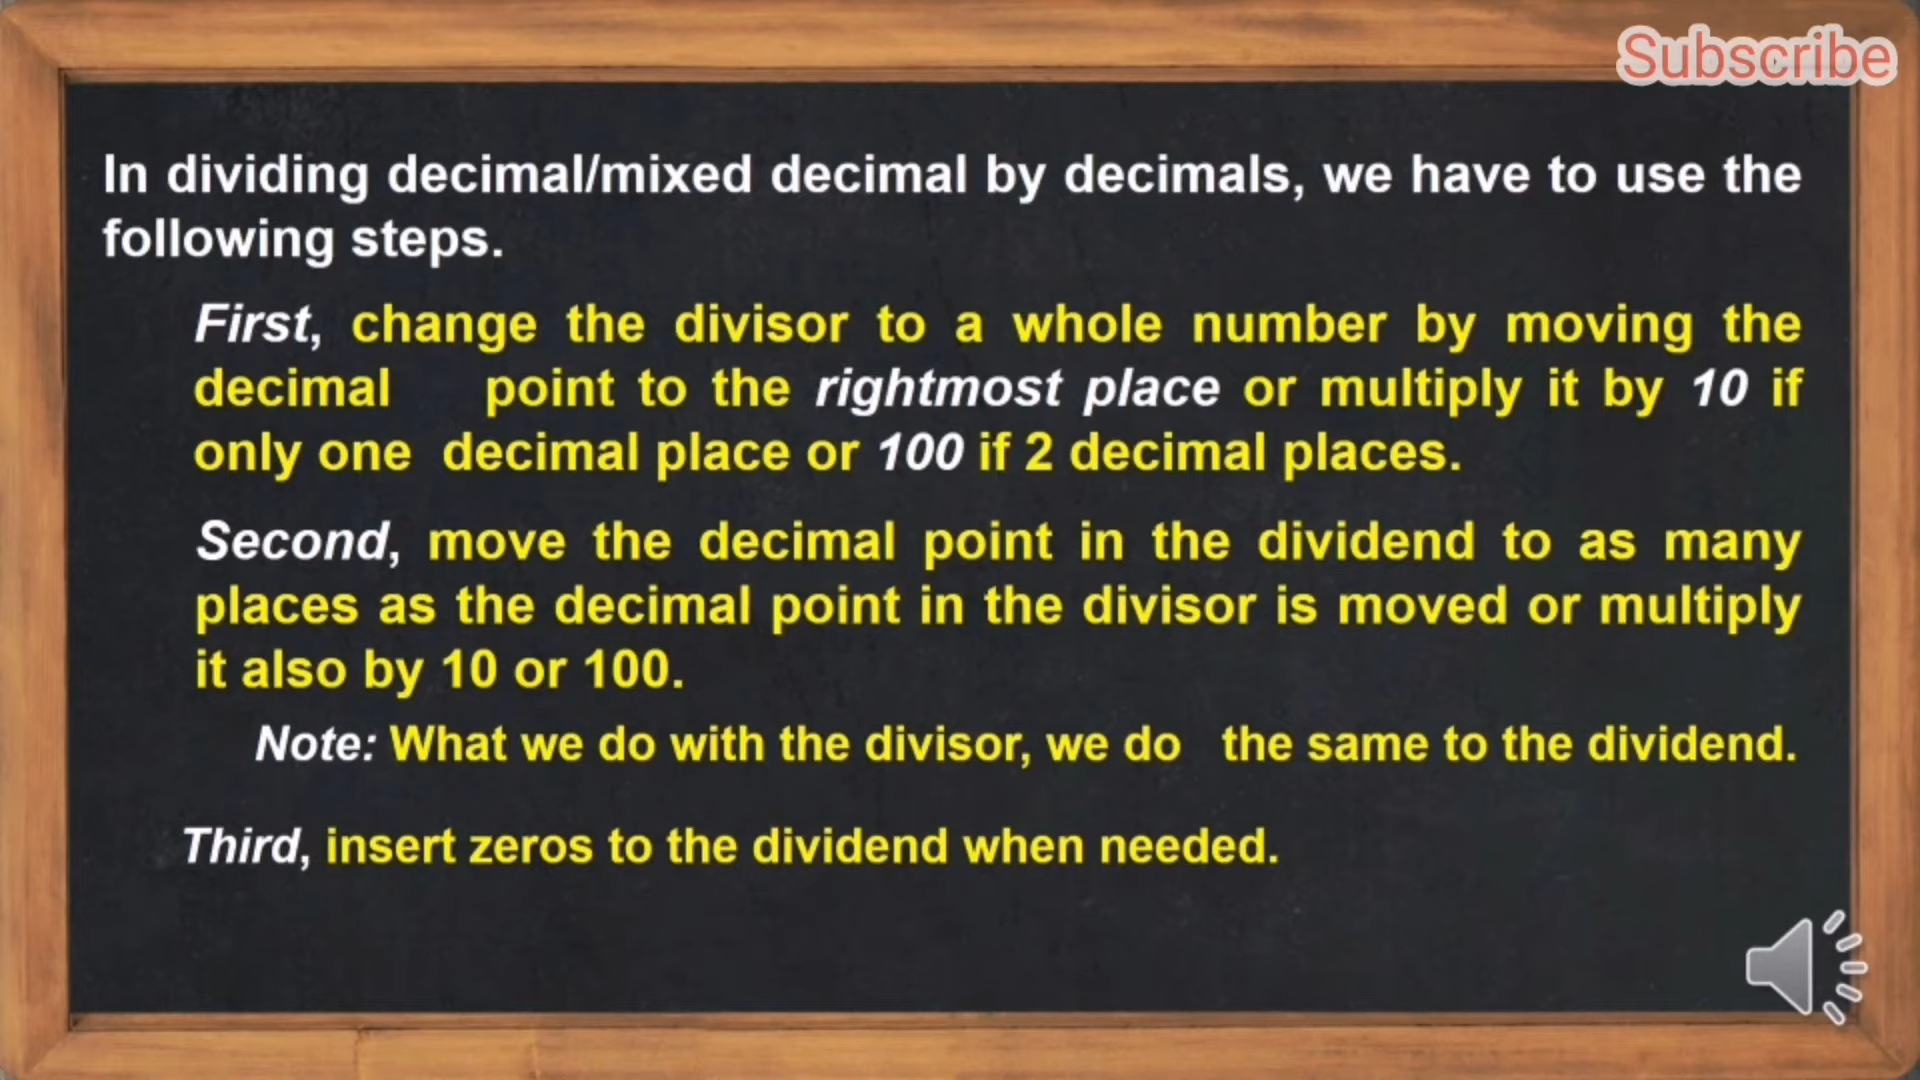 Subscribe
In dividing decimal/mixed decimal by decimals, we have to use the
following steps.
First, change the divisor to a whole number by moving the
decimal point to the rightmost place or multiply it by 10 if
only one decimal place or 100 if 2 decimal places.
Second, move the decimal point in the dividend to as many
places as the decimal point in the divisor is moved or multiply
it also by 10 or 100.
Note: What we do with the divisor, we do the same to the dividend.
Third, insert zeros to the dividend when needed.